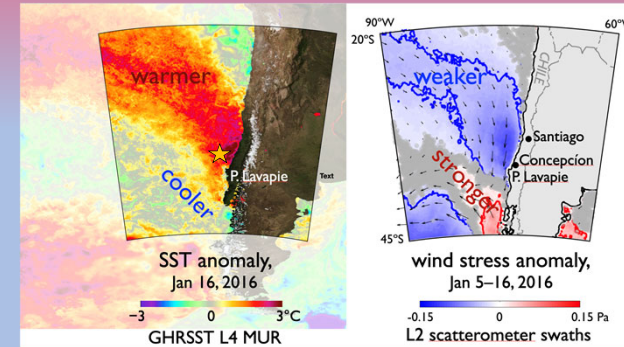 warmer
cooler
P. Lavapie
Text
SST anomaly,
Jan 16, 2016
−3 0 3°C
GHRSST L4 MUR
90°W 60°W
20°S
weaker
CHILE
Santiago
Concepcíon
P. Lavapie
stronger
45°S
wind stress anomaly,
Jan 5–16, 2016
-0.15 0 0.15 Pa
L2 scatterometer swaths